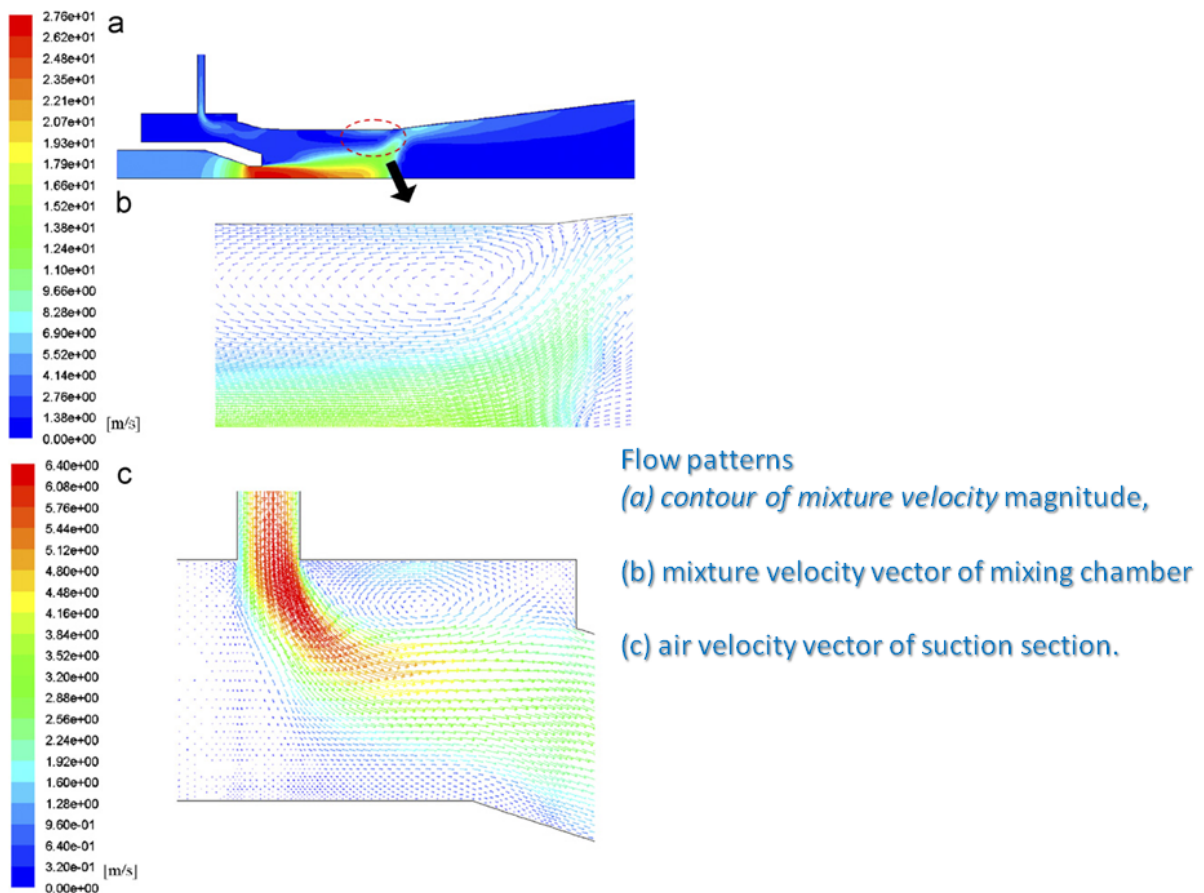 a
2.76e+01
2.62e+01
2.48e+01
2.35e+01
2.21e+01
2.07e+01
1.93e+01
1.79e+01
1.66e+01
1.52e+01
1.38e+01
1.24e+01
1.10e+01
9.66e+00
8.28e+00
6.90e+00
5.52e+00
4.14e+00
2.76e+00
1.38e+00
0.00e+00
[m/s]
b
c
6.40e+00
6.08e+00
5.76e+00
5.44e+00
5.12e+00
4.80e+00
4.48e+00
4.16e+00
3.84e+00
3.52e+00
3.20e+00
2.88e+00
2.56e+00
2.24e+00
1.92e+00
1.60e+00
1.28e+00
9.60e-01
6.40e-01
3.20e-01
0.00e+00
[m/s]
Flow patterns
(a) contour of mixture velocity magnitude,
(b) mixture velocity vector of mixing chamber
(c) air velocity vector of suction section.